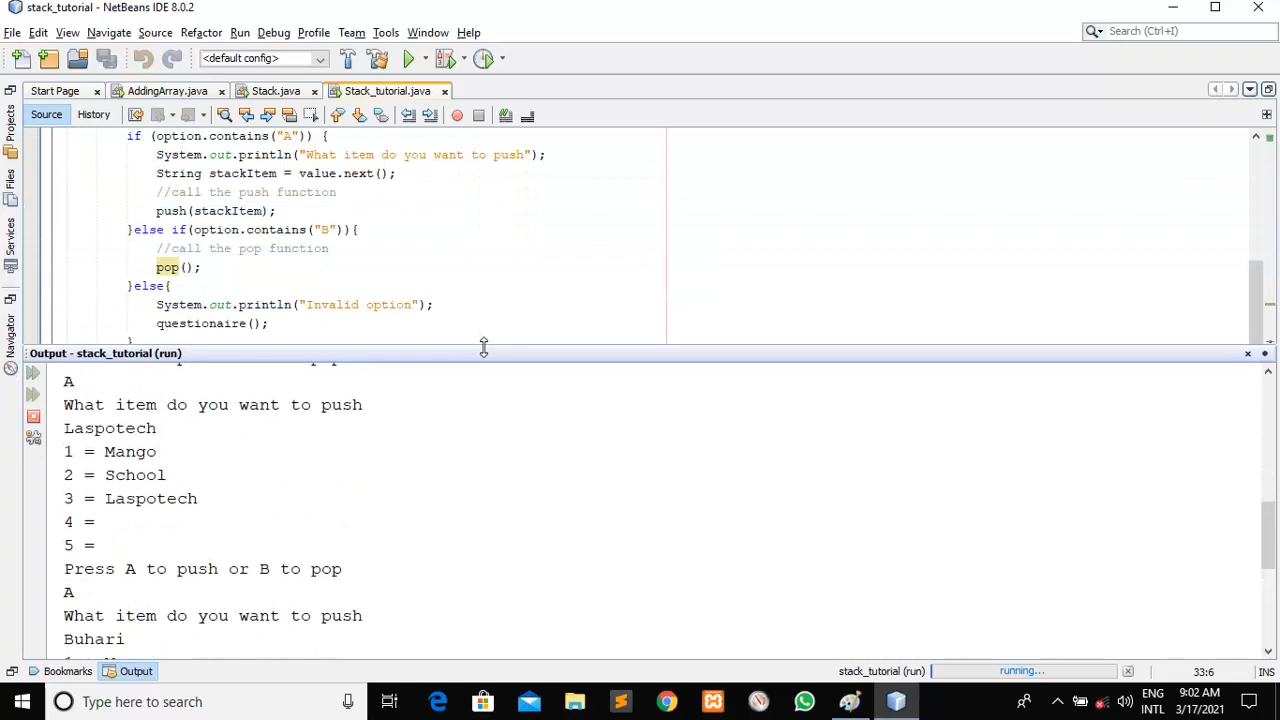 stack_tutorial - NetBeans IDE 8.0.2
File Edit View Navigate Source Refactor Run Debug Profile Team Tools Window Help
Search (Ctrl+I)
<default config>
Start Page AddingArray.java Stack.java Stack_tutorial.java
Source History
Projects
Files
Services
Navigator
if (option.contains("A")) {
System.out.println("What item do you want to push");
String stackItem = value.next();
//call the push function
push(stackItem);
}else if(option.contains("B")){
//call the pop function
pop();
}else{
System.out.println("Invalid option");
questionaire();
}
Output - stack_tutorial (run)
A
What item do you want to push
Laspotech
1 = Mango
2 = School
3 = Laspotech
4 =
5 =
Press A to push or B to pop
A
What item do you want to push
Buhari
Bookmarks Output
stack_tutorial (run) running... 33:6 INS
Type here to search
ENG
INTL
9:02 AM
3/17/2021